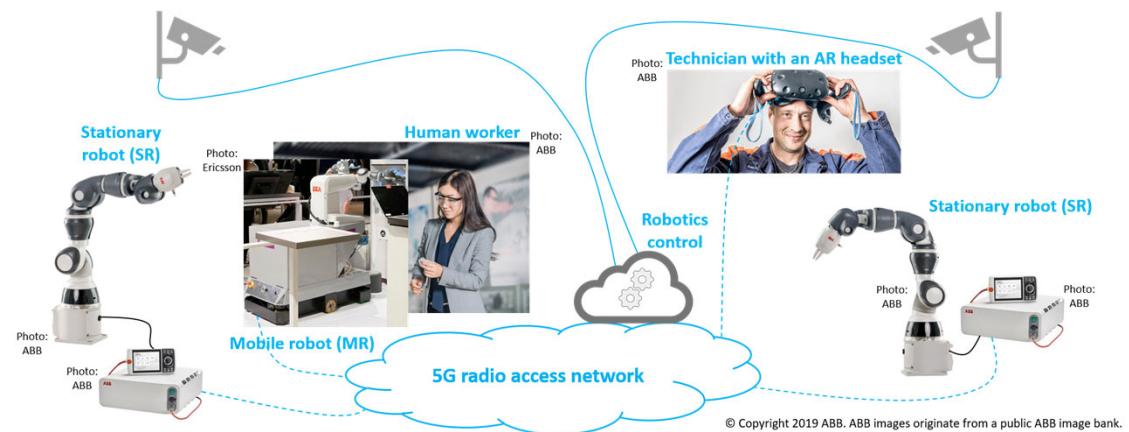 Technician with an AR headset
Photo:
ABB
Stationary
robot (SR)
Human worker
Photo:
Ericsson
Photo:
ABB
Stationary robot (SR)
Robotics
control
Photo:
ABB
Photo:
ABB
Photo:
ABB
Mobile robot (MR)
Photo:
ABB
5G radio access network
ABB
ABB
© Copyright 2019 ABB. ABB images originate from a public ABB image bank.